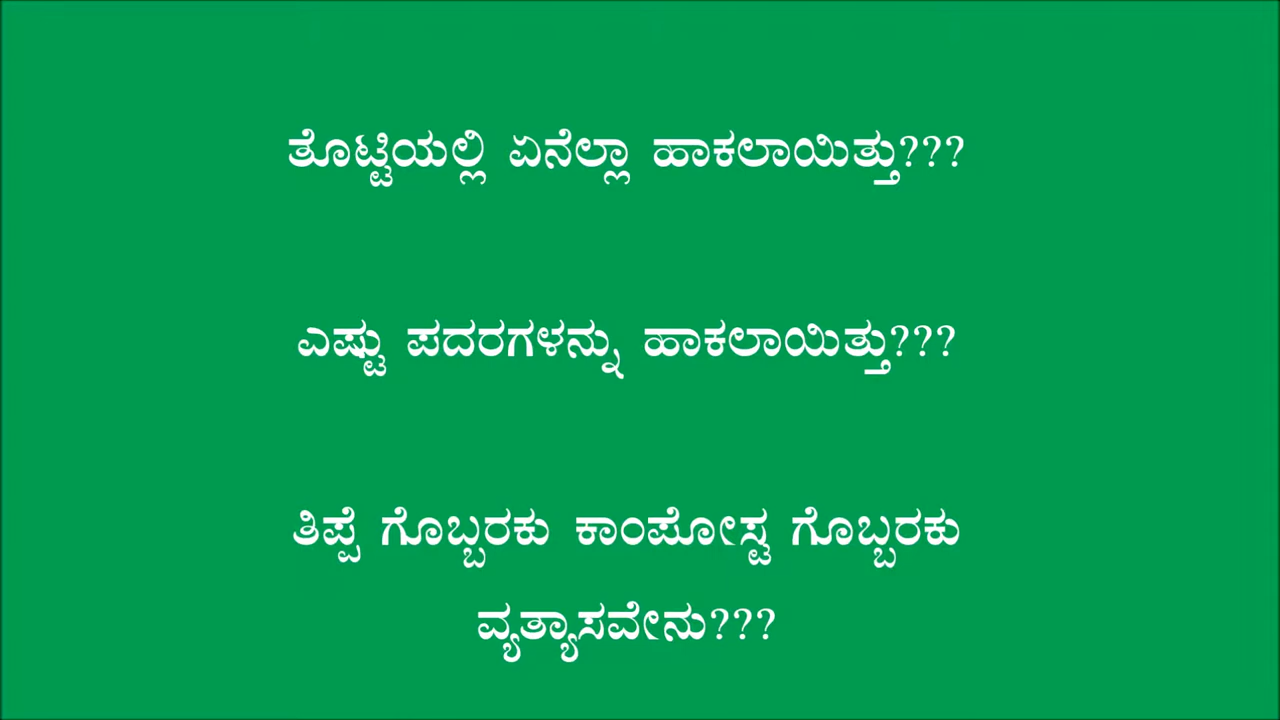 ತೊಟ್ಟಿಯಲ್ಲಿ ಏನೆಲ್ಲಾ ಹಾಕಲಾಯಿತ್ತು???
ಎಷ್ಟು ಪದರಗಳನ್ನು ಹಾಕಲಾಯಿತ್ತು???
ತಿಪ್ಪೆ ಗೊಬ್ಬರಕು ಕಾಂಪೋಸ್ಟ ಗೊಬ್ಬರಕು
ವ್ಯತ್ಯಾಸವೇನು???